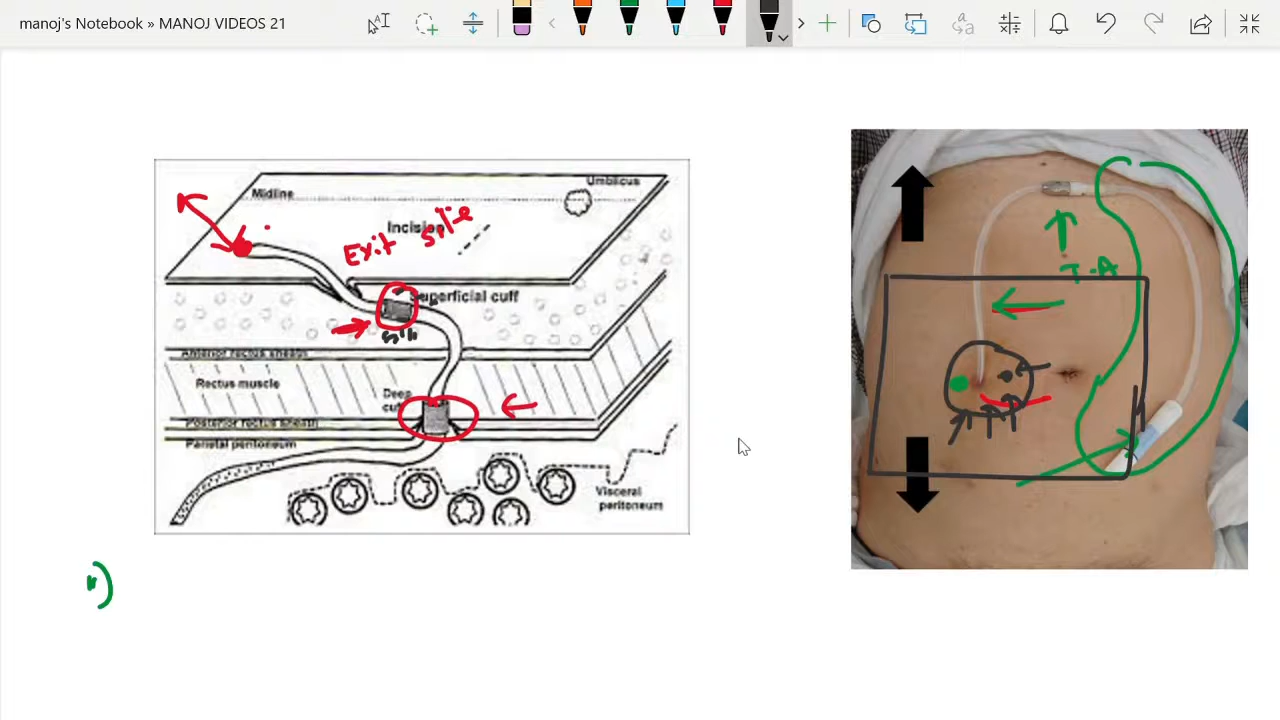 manoj's Notebook » MANOJ VIDEOS 21
Midline
Umblicus
Incision
Exit site
Superficial cuff
Anterior rectus sheath
Rectus muscle
Deep
cuff
Posterior rectus sheath
Parietal peritoneum
Visceral
peritoneum
T.A